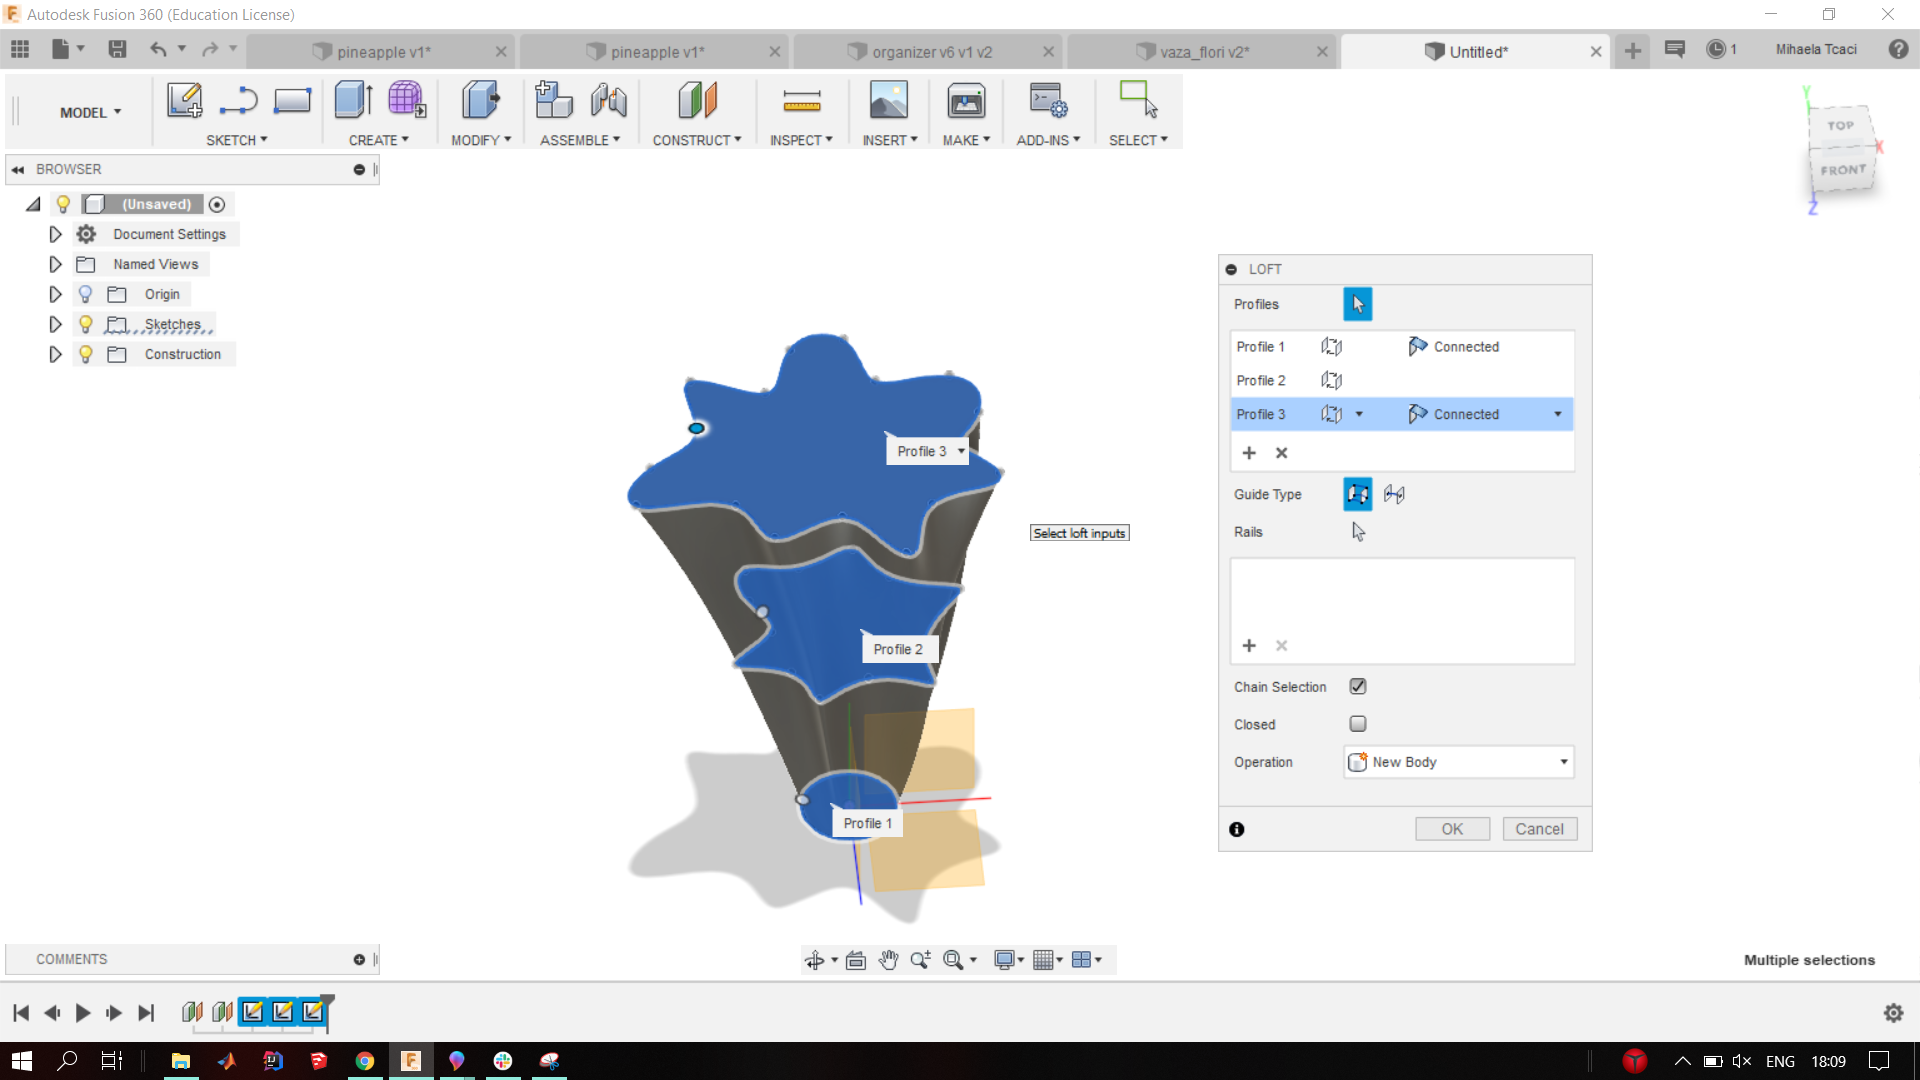 Autodesk Fusion 360 (Education License)
pineapple v1*
pineapple v1*
organizer v6 v1 v2
vaza_flori v2*
Untitled*
1
Mihaela Tcaci
MODEL
SKETCH
CREATE
MODIFY
ASSEMBLE
CONSTRUCT
INSPECT
INSERT
MAKE
ADD-INS
SELECT
Y
TOP
X
FRONT
Z
BROWSER
(Unsaved)
Document Settings
Named Views
Origin
Sketches
Construction
LOFT
Profiles
Profile 1 Connected
Profile 2
Profile 3 Connected
Guide Type
Rails
Chain Selection
Closed
Operation New Body
OK Cancel
Profile 3
Select loft inputs
Profile 2
Profile 1
COMMENTS
Multiple selections
ENG 18:09